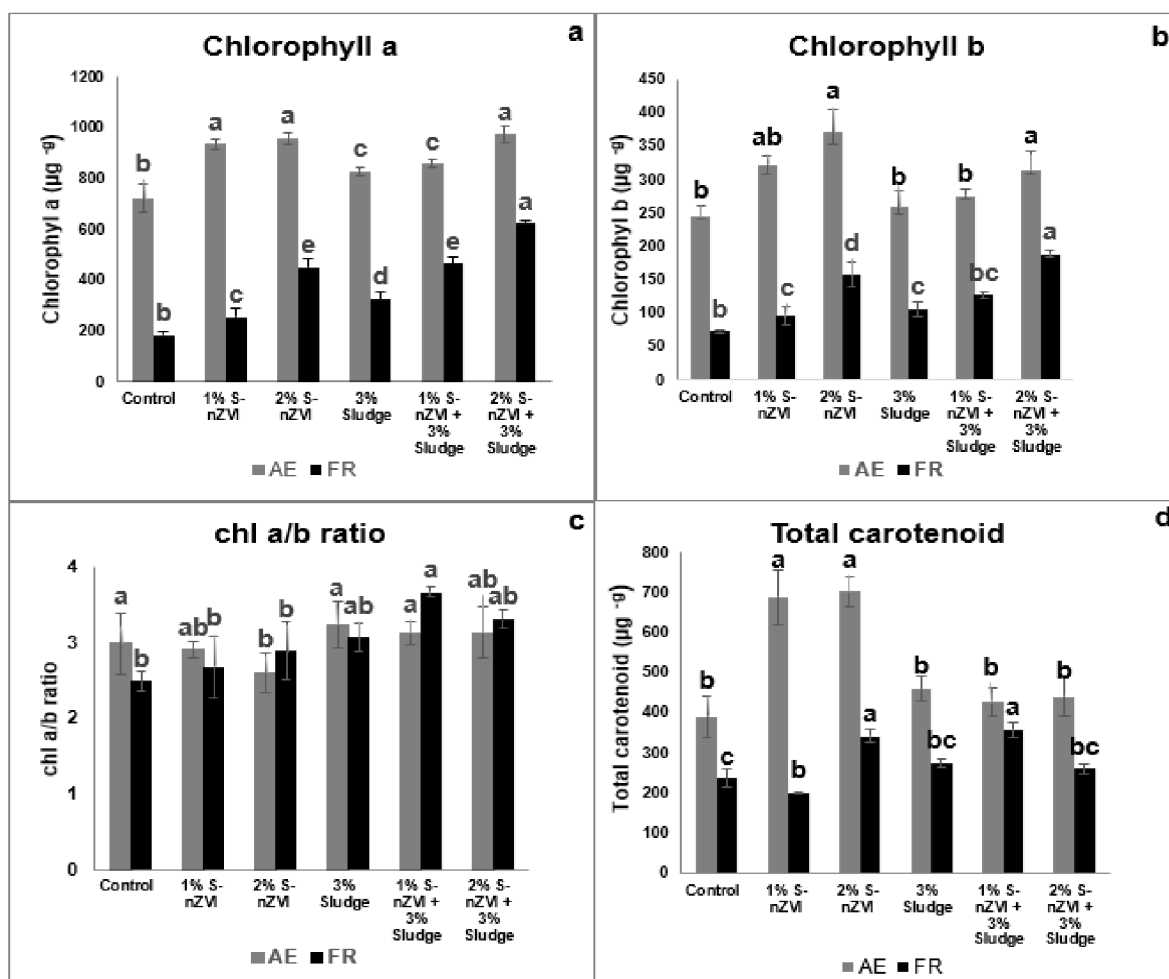 a
Chlorophyll a
Chlorophyl a (µg -g)
1200
1000
800
600
400
200
0
b
a
a
c
c
a
b
c
e
d
e
a
Control
1% S-
nZVI
2% S-
nZVI
3%
Sludge
1% S-
nZVI +
3%
Sludge
2% S-
nZVI +
3%
Sludge
AE FR
b
Chlorophyll b
Chlorophyl b (µg -g)
450
400
350
300
250
200
150
100
50
0
b
ab
a
b
b
a
b
c
d
c
bc
a
Control
1% S-
nZVI
2% S-
nZVI
3%
Sludge
1% S-
nZVI +
3%
Sludge
2% S-
nZVI +
3%
Sludge
AE FR
c
chl a/b ratio
chl a/b ratio
4
3
2
1
0
a
b
ab
b
b
b
a
ab
a
a
ab
ab
Control
1% S-
nZVI
2% S-
nZVI
3%
Sludge
1% S-
nZVI +
3%
Sludge
2% S-
nZVI +
3%
Sludge
AE FR
d
Total carotenoid
Total carotenoid (µg -g)
800
700
600
500
400
300
200
100
0
b
c
a
b
a
a
b
bc
b
a
b
bc
Control
1% S-
nZVI
2% S-
nZVI
3%
Sludge
1% S-
nZVI +
3%
Sludge
2% S-
nZVI +
3%
Sludge
AE FR